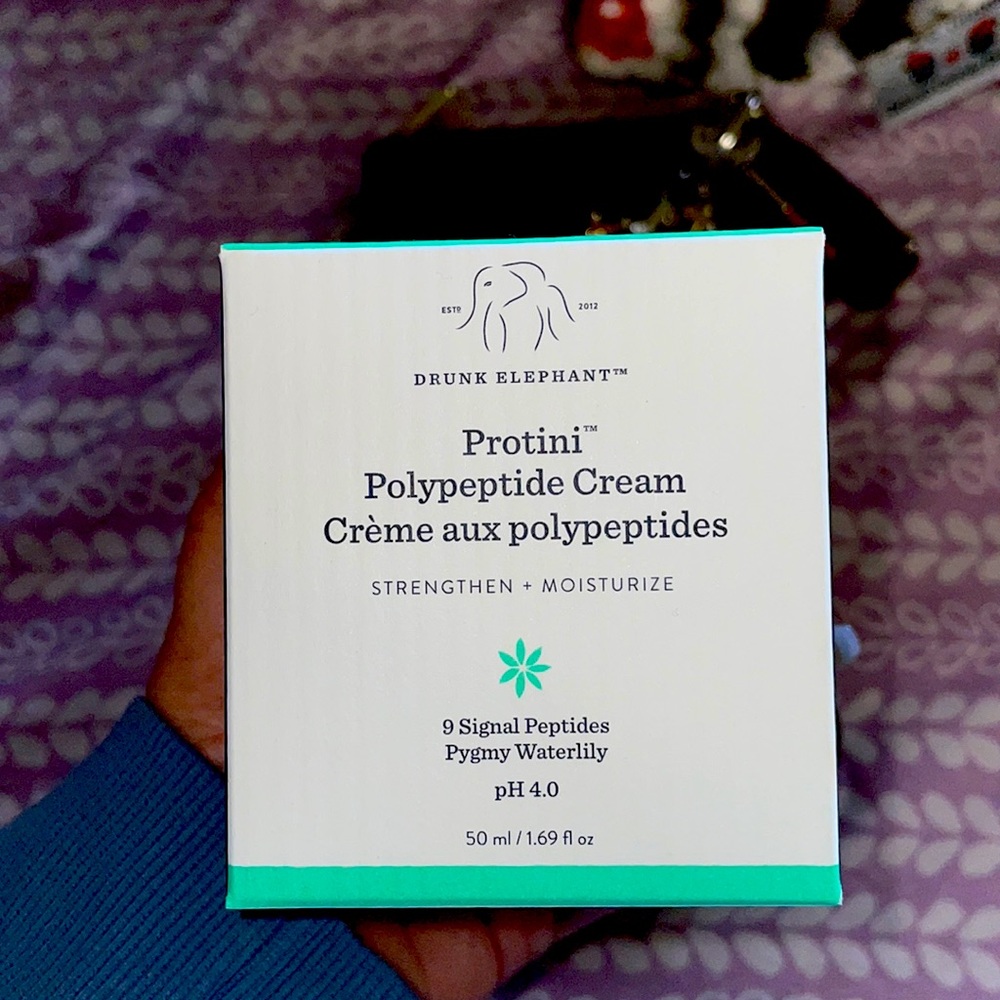 ESTD 2012
DRUNK ELEPHANT™
Protini™
Polypeptide Cream
Crème aux polypeptides
STRENGTHEN + MOISTURIZE
9 Signal Peptides
Pygmy Waterlily
pH 4.0
50 ml / 1.69 fl oz